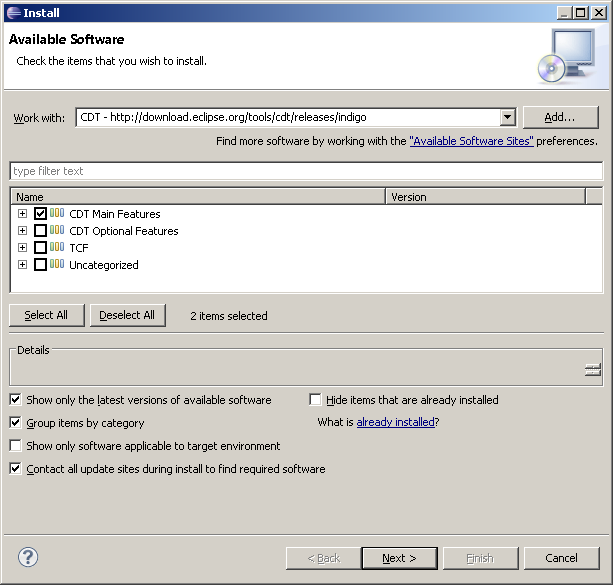 Install
Available Software
Check the items that you wish to install.
Work with: CDT - http://download.eclipse.org/tools/cdt/releases/indigo Add...
Find more software by working with the "Available Software Sites" preferences.
type filter text
Name Version
CDT Main Features
CDT Optional Features
TCF
Uncategorized
Select All Deselect All 2 items selected
Details
Show only the latest versions of available software Hide items that are already installed
Group items by category What is already installed?
Show only software applicable to target environment
Contact all update sites during install to find required software
? < Back Next > Finish Cancel